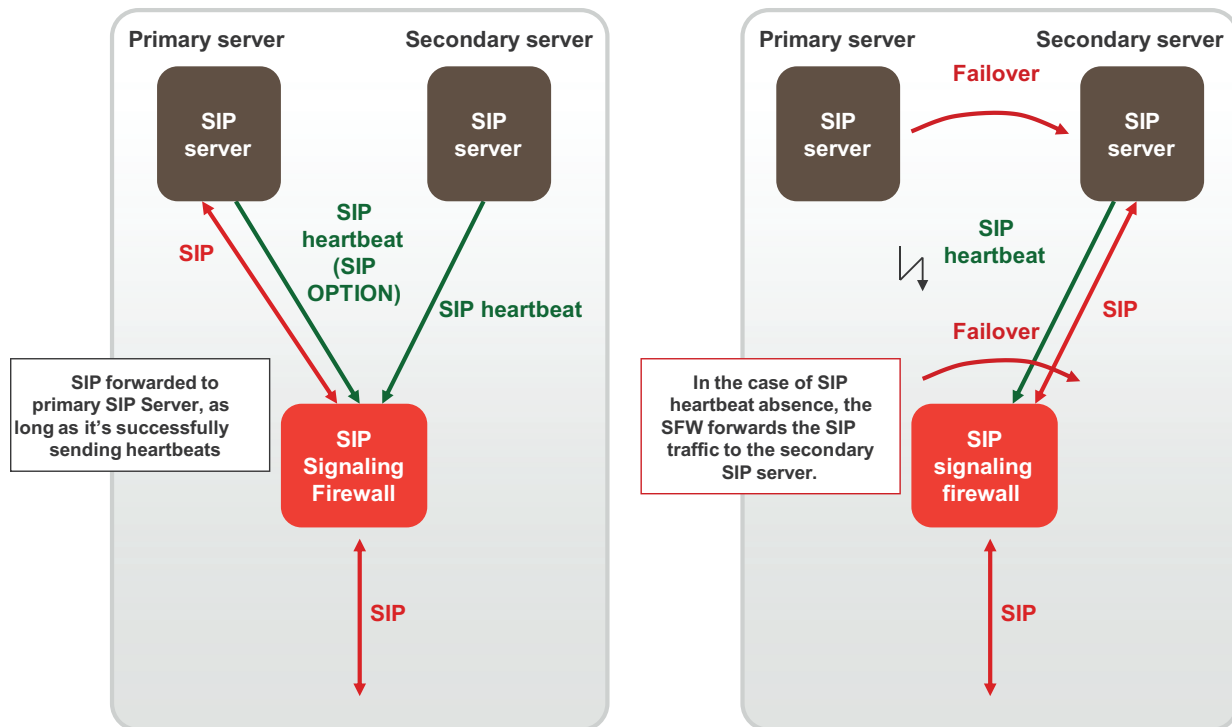 Primary server
Secondary server
SIP
server
SIP
server
SIP
SIP
heartbeat
(SIP
OPTION)
SIP heartbeat
SIP forwarded to
primary SIP Server, as
long as it's successfully
sending heartbeats
SIP
Signaling
Firewall
SIP
Primary server
Secondary server
Failover
SIP
server
SIP
server
SIP
heartbeat
SIP
Failover
In the case of SIP
heartbeat absence, the
SFW forwards the SIP
traffic to the secondary
SIP server.
SIP
signaling
firewall
SIP